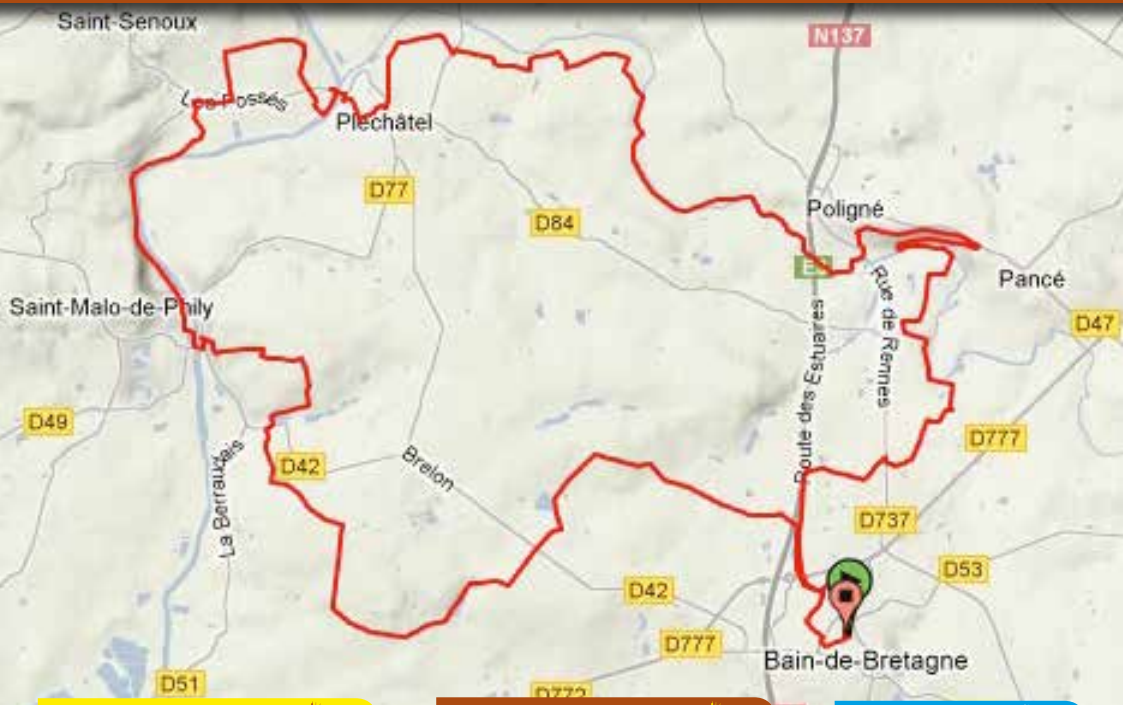 Saint-Senoux
N137
Les Fossés
Pléchâtel
D77
D84
Poligné
Pancé
Rue de Rennes
Saint-Malo-de-Phily
D47
Route des Estuaires
D49
D777
Brelon
La Berraudais
D42
D737
D53
D42
D777
Bain-de-Bretagne
D51
D772